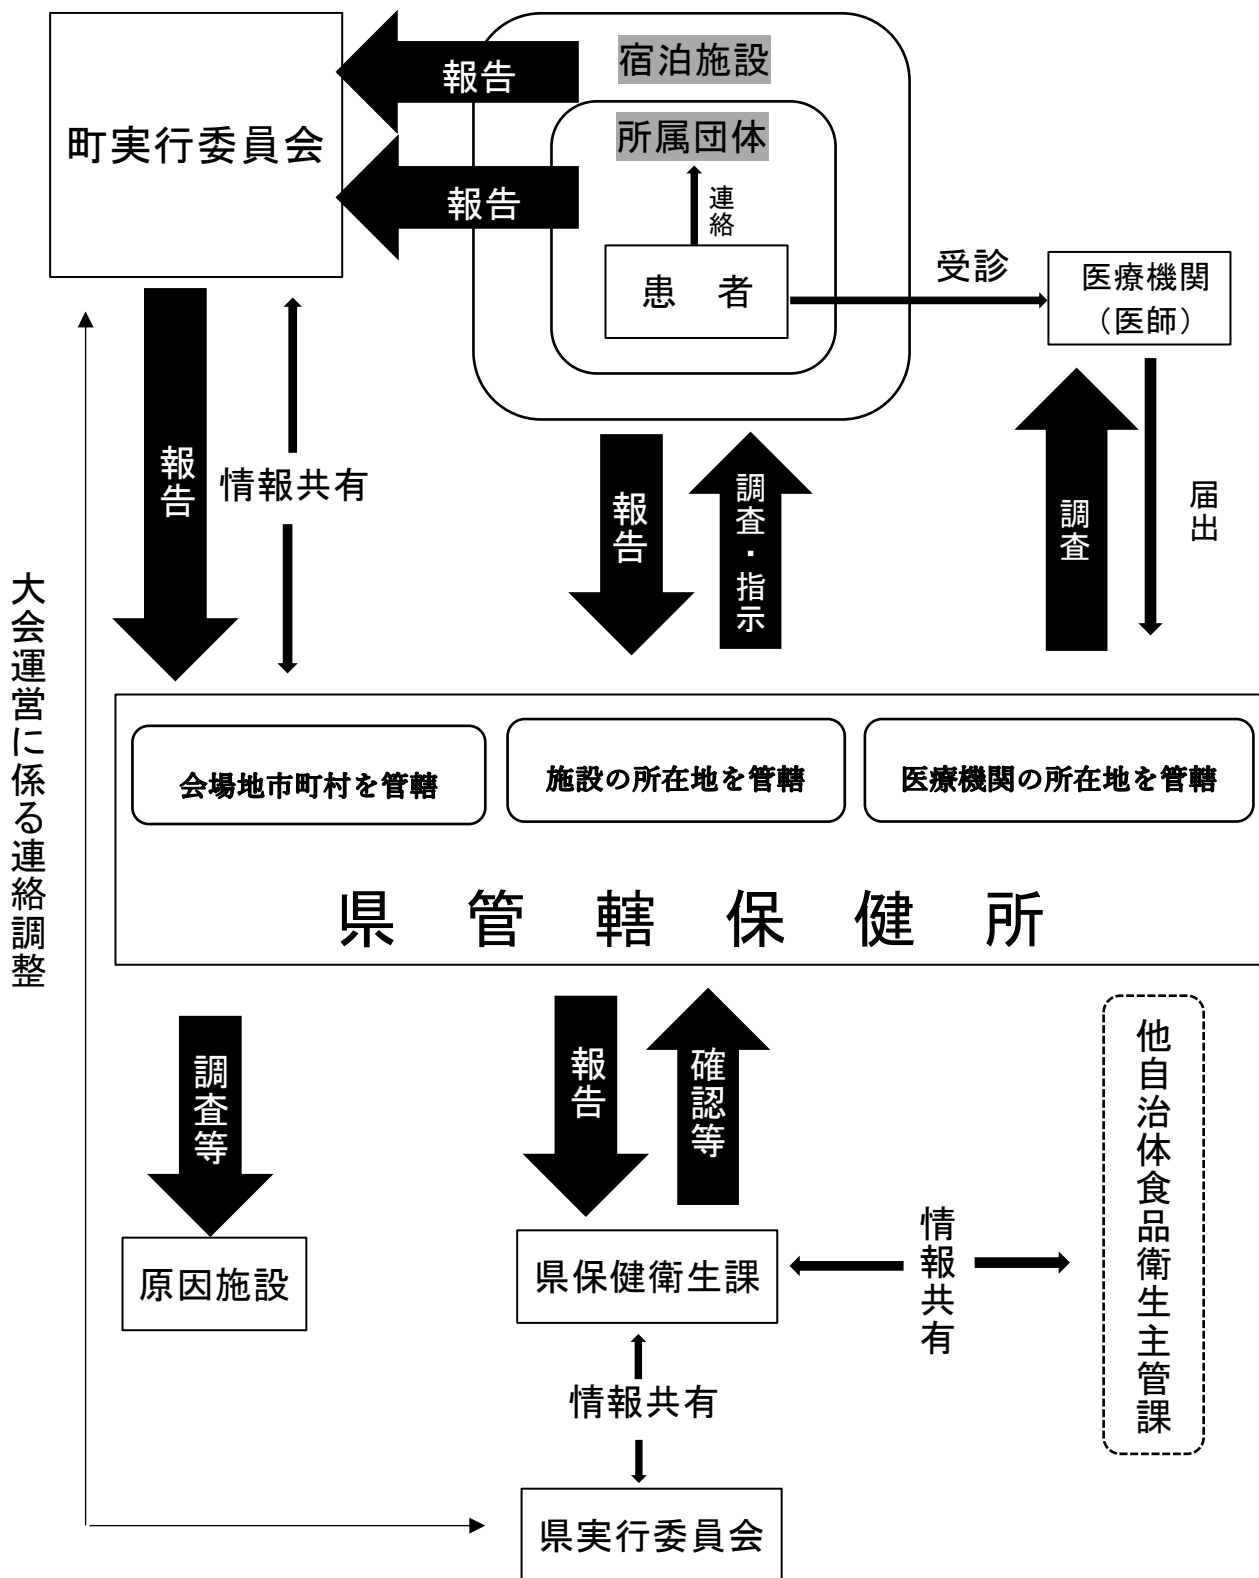 宿泊施設
報告
町実行委員会
所属団体
報告
連絡
患　者
受診
医療機関
（医師）
報告
情報共有
報告
調査・指示
調査
届出
大会運営に係る連絡調整
会場地市町村を管轄
施設の所在地を管轄
医療機関の所在地を管轄
県　管　轄　保　健　所
調査等
報告
確認等
他自治体食品衛生主管課
原因施設
県保健衛生課
情報共有
情報共有
県実行委員会